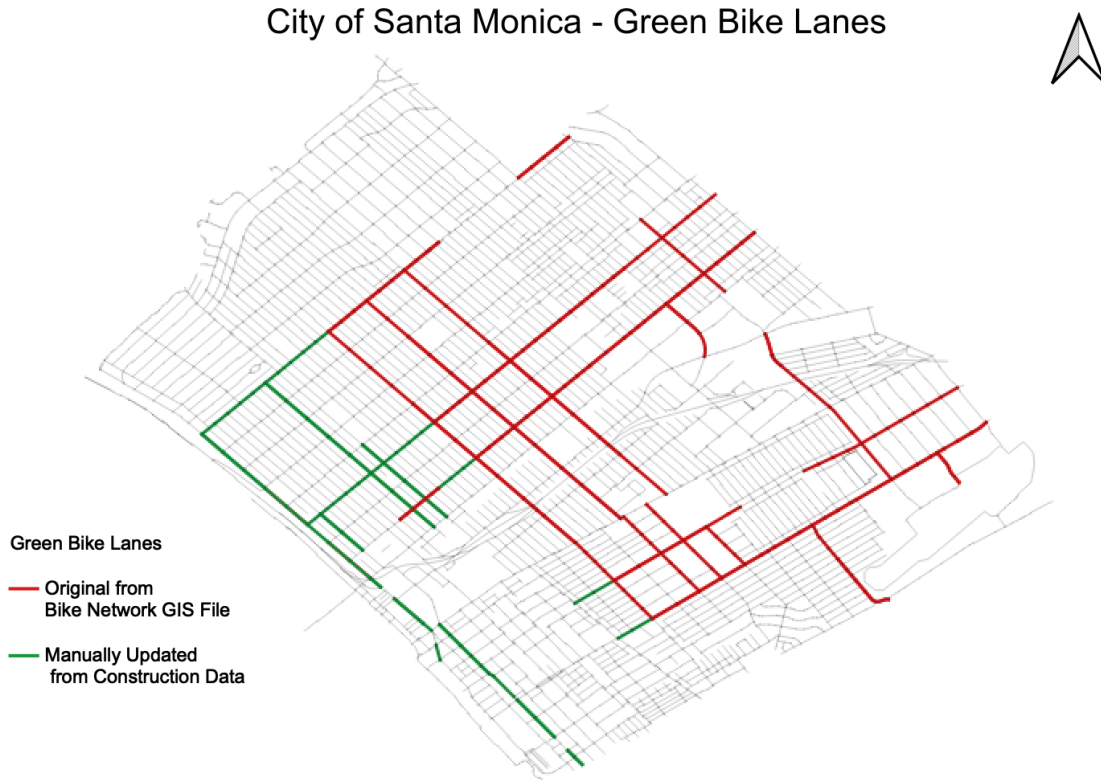 City of Santa Monica - Green Bike Lanes
Green Bike Lanes
Original from
Bike Network GIS File
Manually Updated
from Construction Data